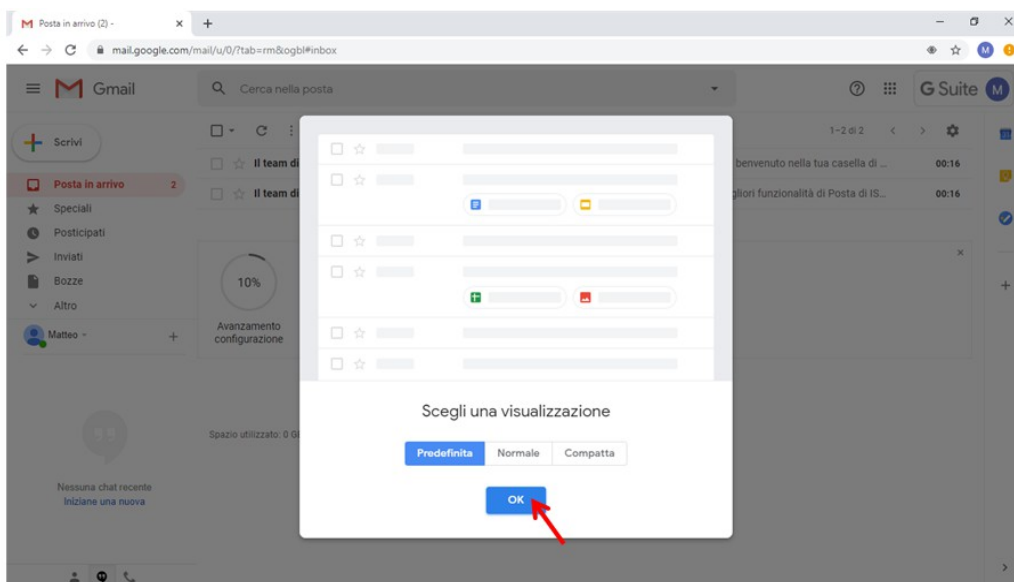 Posta in arrivo (2) -
mail.google.com/mail/u/0/?tab=rm&ogbl#inbox
Gmail
Cerca nella posta
G Suite
M
Scrivi
1–2 di 2
Il team di
benvenuto nella tua casella di ...
00:16
Posta in arrivo 2
Il team di
gliori funzionalità di Posta di IS...
00:16
Speciali
Posticipati
Inviati
Bozze
Altro
10%
Matteo
Avanzamento
configurazione
Scegli una visualizzazione
Spazio utilizzato: 0
Predefinita Normale Compatta
OK
Nessuna chat recente
Iniziane una nuova